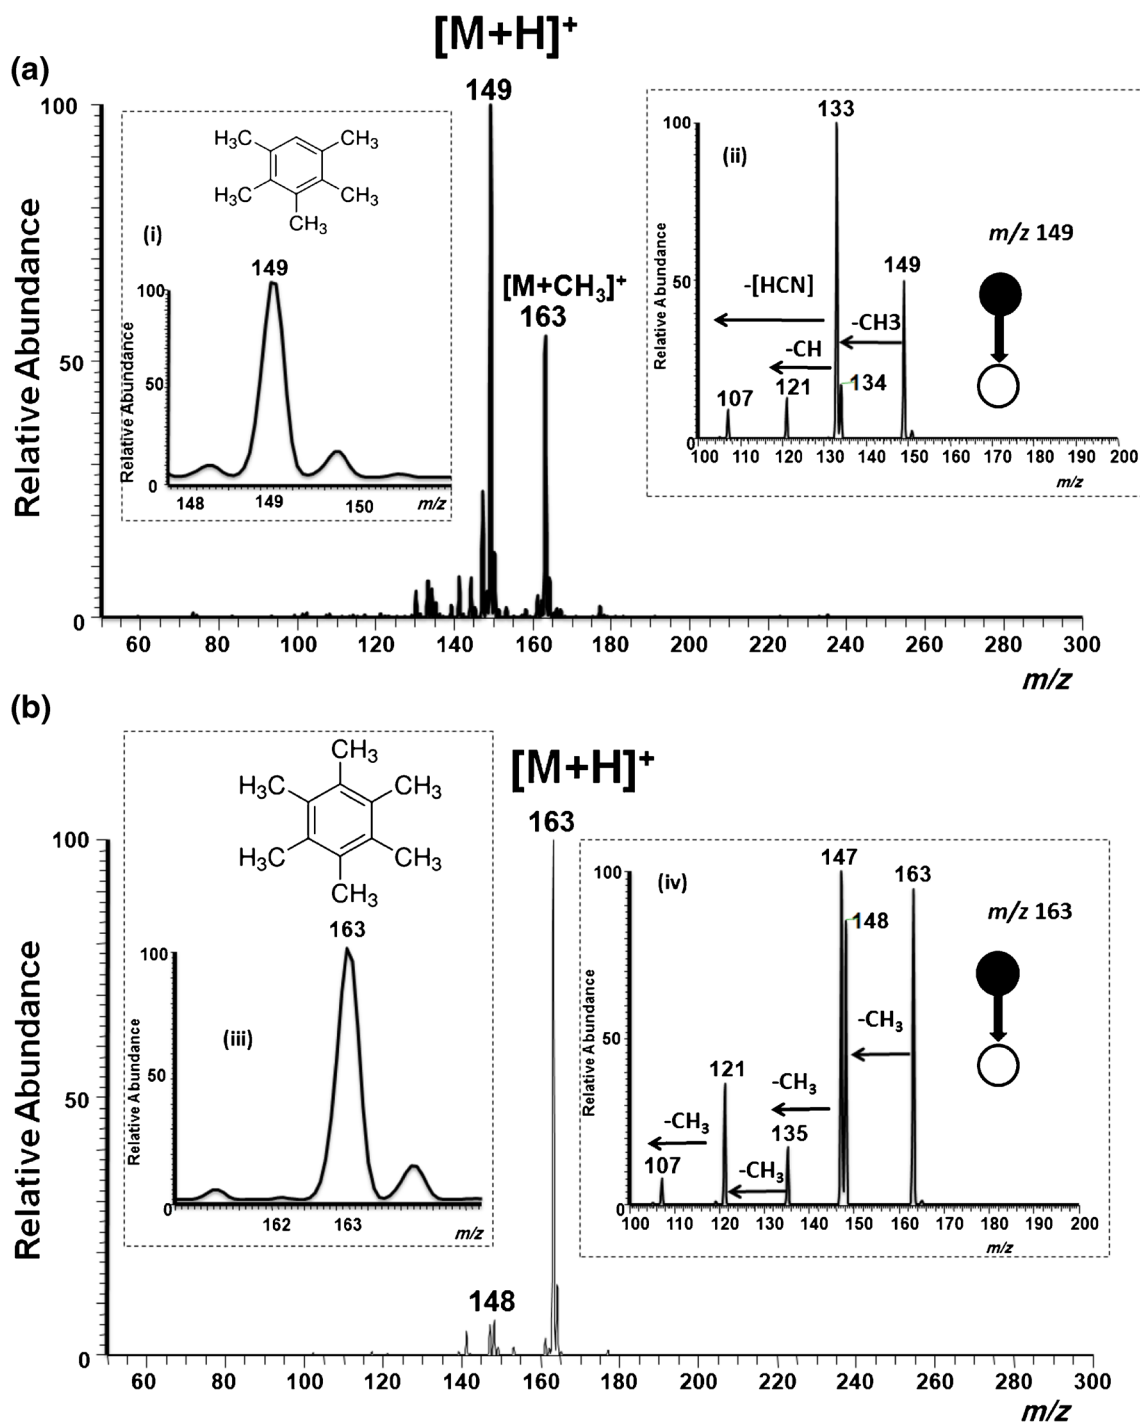 (a)
[M+H]+
149
[M+CH3]+
163
Relative Abundance
100
50
0
60 80 100 120 140 160 180 200 220 240 260 280 300
m/z
H3C CH3
H3C CH3
CH3
(i)
149
Relative Abundance
100
50
0
148 149 150 m/z
(ii)
133
m/z 149
149
-[HCN]
-CH3
-CH
134
121
107
Relative Abundance
100
50
0
100 110 120 130 140 150 160 170 180 190 200
m/z
(b)
[M+H]+
163
148
Relative Abundance
100
50
0
60 80 100 120 140 160 180 200 220 240 260 280 300
m/z
CH3
H3C CH3
H3C CH3
CH3
163
(iii)
Relative Abundance
100
50
0
162 163 m/z
147
(iv)
163
m/z 163
148
-CH3
121
-CH3
-CH3
135
107
-CH3
Relative Abundance
100
50
0
100 110 120 130 140 150 160 170 180 190 200
m/z